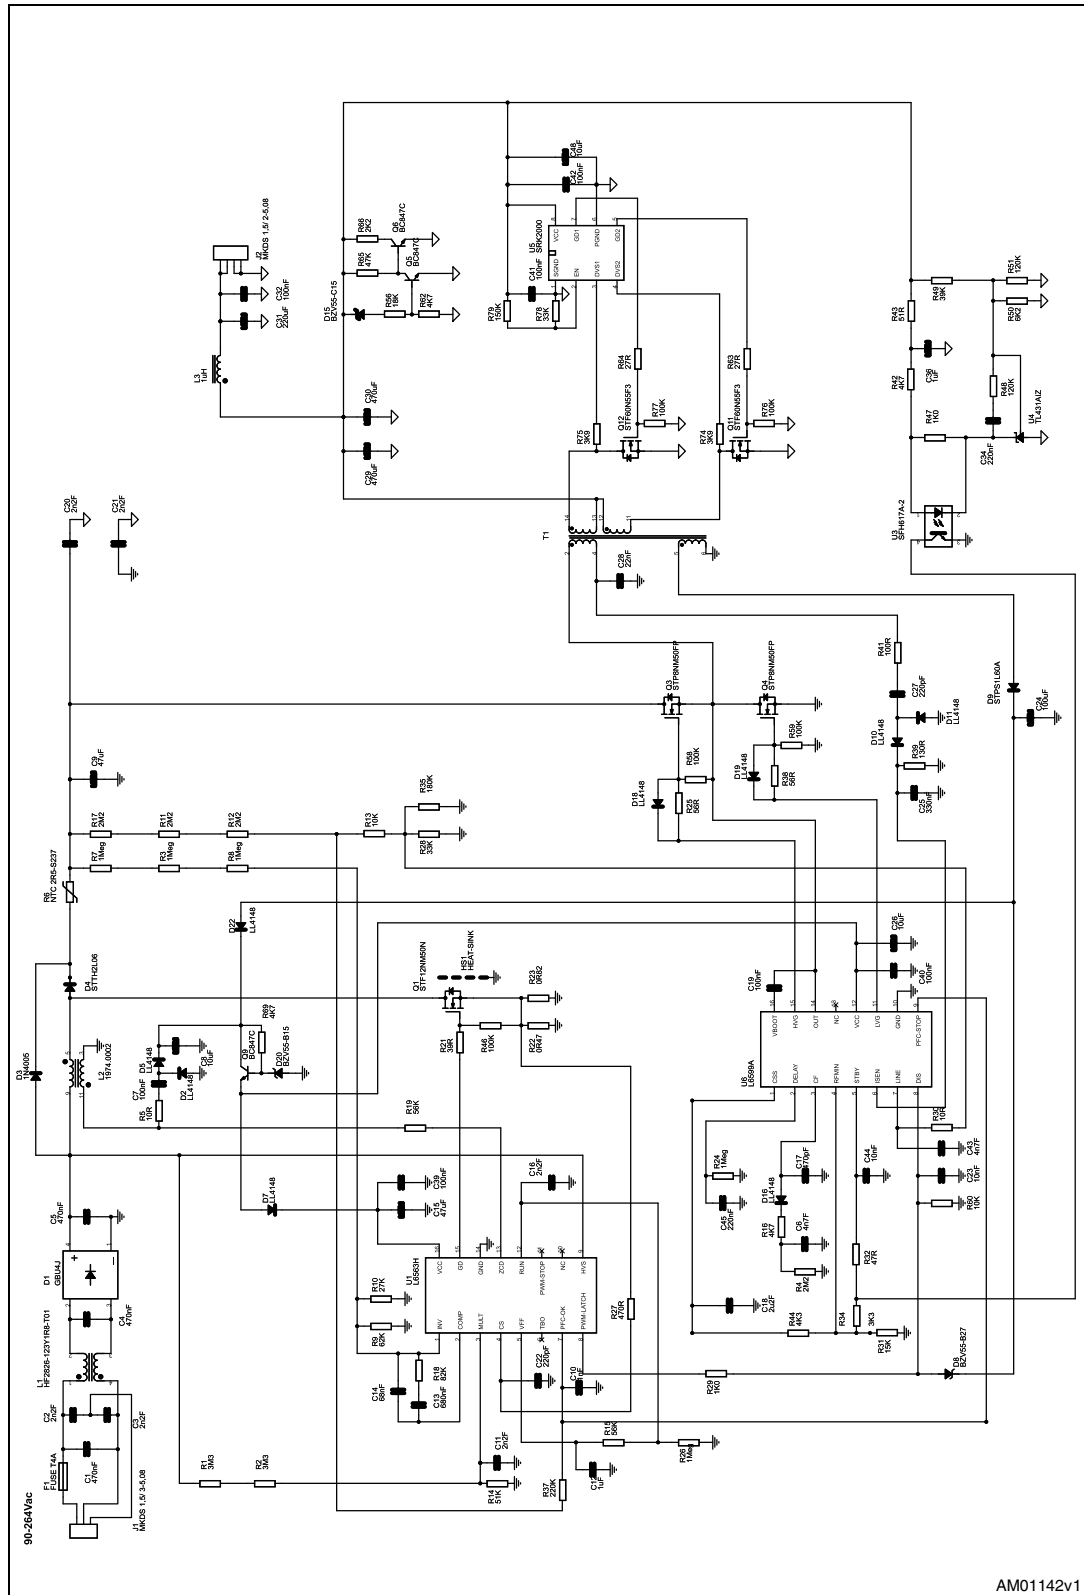 90-264Vac
J1
MKDS 1,5/ 3-5,08
F1
FUSE T4A
C1
470nF
C2
2n2F
C3
2n2F
L1
HF2826-123Y1R8-T01
C4
470nF
D1
GBU4J
C5
470nF
D3
1N4005
L2
1974.0002
D4
STTH2L06
R6
NTC 2R5-S237
R7
1Meg
R3
1Meg
R8
1Meg
R17
2M2
R11
2M2
R12
2M2
C9
47uF
C20
2n2F
C21
2n2F
R5
10R
C7
100nF
D5
LL4148
D2
LL4148
C8
10uF
Q9
BC847C
R69
4K7
D20
BZV55-B15
D22
LL4148
R13
10K
R35
180K
R28
33K
R19
56K
D7
LL4148
C39
100nF
C15
47uF
C16
2n2F
Q1
STF12NM50N
HS1
HEAT-SINK
R21
39R
R46
100K
R23
0R82
R22
0R47
R1
3M3
R2
3M3
R10
27K
R9
62K
C14
68nF
R18
82K
C13
680nF
U1
L6563H
INV
COMP
MULT
CS
VFF
TBO
PFC-OK
PWM-LATCH
VCC
GD
GND
ZCD
RUN
PWM-STOP
NC
HVS
C11
2n2F
R14
51K
C22
220pF
C10
1nF
R27
470R
R37
220K
C12
1uF
R15
56K
R26
1Meg
R29
1K0
D8
BZV55-B27
U6
L6599A
CSS
DELAY
CF
RFMIN
STBY
ISEN
LINE
DIS
VBOOT
HVG
OUT
NC
VCC
LVG
GND
PFC-STOP
C19
100nF
C26
10uF
C40
100nF
R24
1Meg
C45
220nF
D16
LL4148
C17
470pF
R16
4K7
C6
4n7F
R4
2M2
C18
2u2F
R44
4K3
R34
3K3
R31
15K
R32
47R
C44
10nF
R30
10R
C43
4n7F
C23
10nF
R60
10K
D18
LL4148
R25
56R
R58
100K
Q3
STP8NM50FP
Q4
STP8NM50FP
D19
LL4148
R38
56R
R59
100K
D10
LL4148
C25
330nF
R39
130R
D11
LL4148
C27
220pF
R41
100R
D9
STPS1L60A
C24
100uF
T1
C28
22nF
C29
470uF
C30
470uF
L3
1uH
C31
220uF
C32
100nF
J2
MKDS 1,5/ 2-5,08
D15
BZV55-C15
R56
18K
R62
4K7
R65
47K
R66
2K2
Q5
BC847C
Q6
BC847C
R79
150K
R78
33K
C41
100nF
U5
SRK2000
SGND
EN
DVS1
DVS2
VCC
GD1
PGND
GD2
C42
100nF
C48
10uF
R75
3K9
Q12
STF60N55F3
R64
27R
R77
100K
R74
3K9
Q11
STF60N55F3
R63
27R
R76
100K
U3
SFH617A-2
R47
1K0
R42
4K7
C36
1uF
R43
51R
R49
39K
R51
120K
R50
6K2
R48
120K
C34
220nF
U4
TL431AIZ
AM01142v1